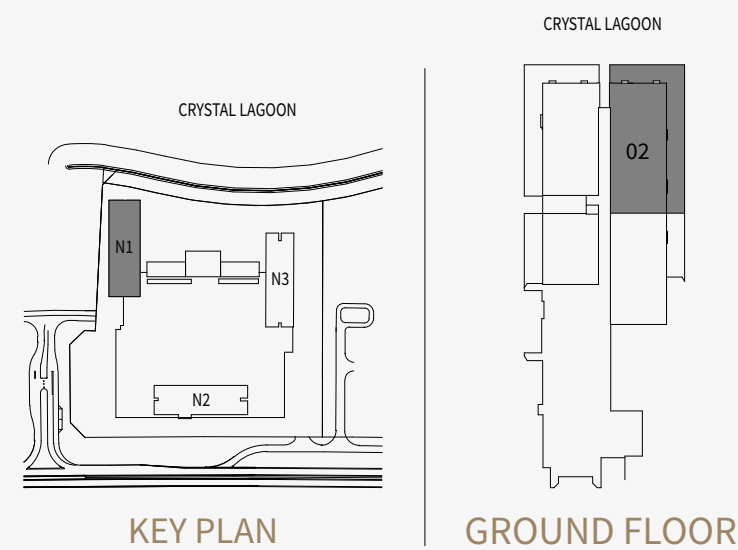 CRYSTAL LAGOON
N1
N3
N2
KEY PLAN
CRYSTAL LAGOON
02
GROUND FLOOR